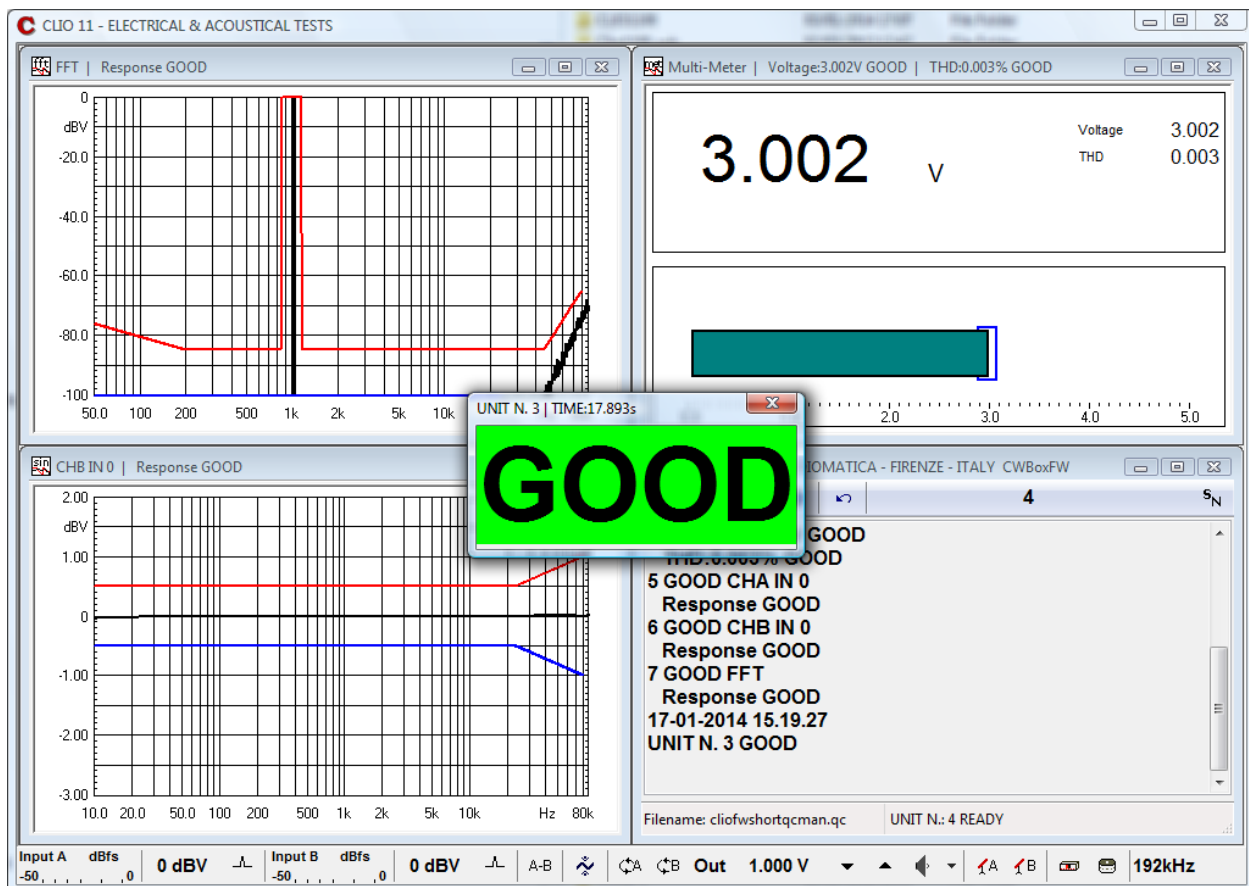 CLIO 11 - ELECTRICAL & ACOUSTICAL TESTS
FFT | Response GOOD
0
dBV
-20.0
-40.0
-60.0
-80.0
-100
50.0 100 200 500 1k 2k 5k 10k
Multi-Meter | Voltage:3.002V GOOD | THD:0.003% GOOD
3.002 V
Voltage 3.002
THD 0.003
2.0 3.0 4.0 5.0
UNIT N. 3 | TIME:17.893s
GOOD
CHB IN 0 | Response GOOD
2.00
dBV
1.00
0
-1.00
-2.00
-3.00
10.0 20.0 50.0 100 200 500 1k 2k 5k 10k Hz 80k
- FIRENZE - ITALY CWBoxFW
4
SN
GOOD
THD:0.003% GOOD
5 GOOD CHA IN 0
Response GOOD
6 GOOD CHB IN 0
Response GOOD
7 GOOD FFT
Response GOOD
17-01-2014 15.19.27
UNIT N. 3 GOOD
Filename: cliofwshortqcman.qc UNIT N.: 4 READY
Input A dBfs
-50 0
0 dBV
Input B dBfs
-50 0
0 dBV
A-B
A
B
Out 1.000 V
A
B
192kHz